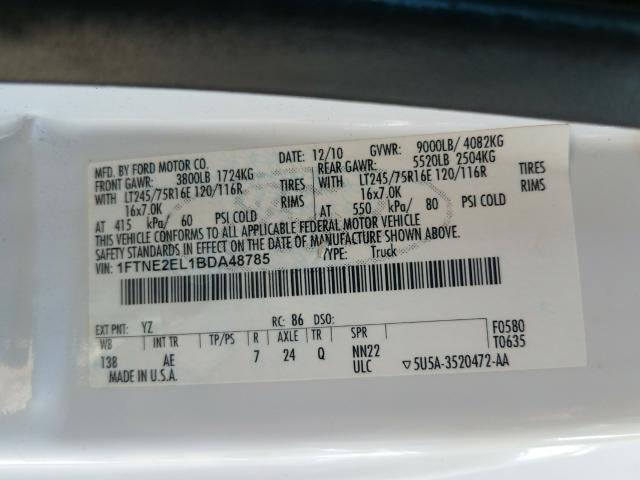 MFD. BY FORD MOTOR CO.
DATE: 12/10 GVWR: 9000LB/ 4082KG
FRONT GAWR: 3800LB 1724KG
REAR GAWR: 5520LB 2504KG
WITH LT245/75R16E 120/116R TIRES
WITH LT245/75R16E 120/116R TIRES
16x7.0K RIMS
16x7.0K RIMS
AT 415 kPa/ 60 PSI COLD
AT 550 kPa/ 80 PSI COLD
THIS VEHICLE CONFORMS TO ALL APPLICABLE FEDERAL MOTOR VEHICLE
SAFETY STANDARDS IN EFFECT ON THE DATE OF MANUFACTURE SHOWN ABOVE.
VIN: 1FTNE2EL1BDA48785 TYPE: Truck
EXT PNT: YZ RC: 86 DSO:
WB INT TR TP/PS R AXLE TR SPR F0580
138 AE 7 24 Q NN22 T0635
ULC ▽5U5A-3520472-AA
MADE IN U.S.A.